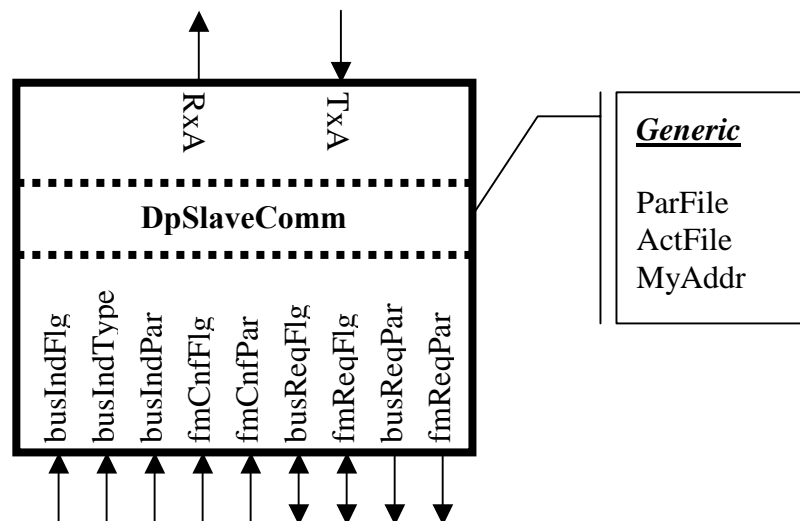 RxA
TxA
DpSlaveComm
busIndFlg
busIndType
busIndPar
fmCnfFlg
fmCnfPar
busReqFlg
fmReqFlg
busReqPar
fmReqPar
Generic
ParFile
ActFile
MyAddr